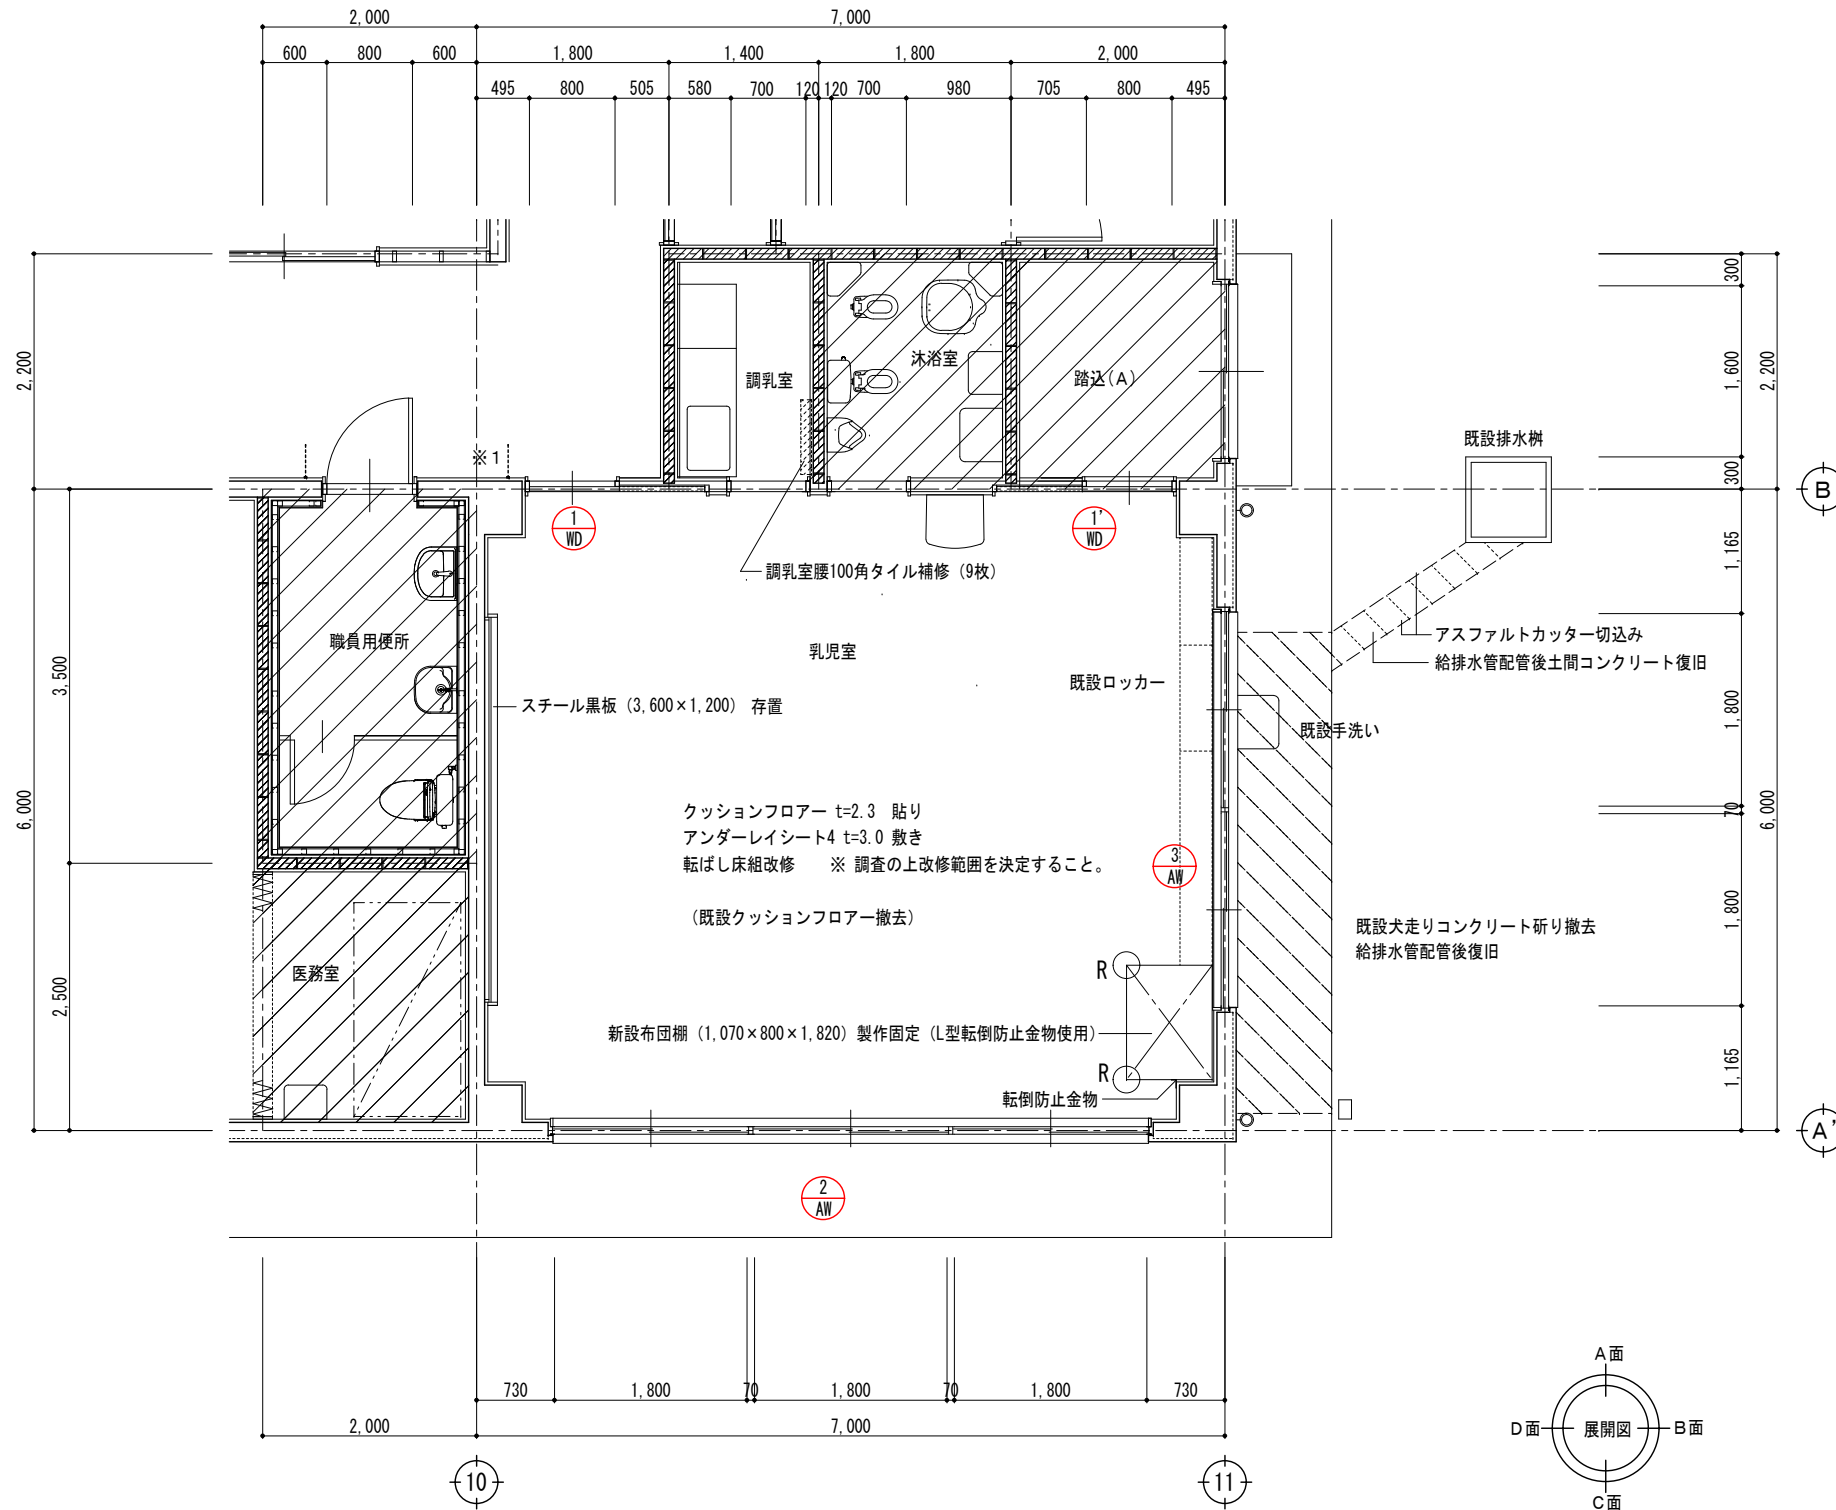 2,000
7,000
600
800
600
1,800
1,400
1,800
2,000
495
800
505
580
700
120
120
700
980
705
800
495
2,200
3,500
6,000
2,500
300
1,600
2,200
300
1,165
1,800
70
6,000
1,800
1,165
B
A'
調乳室
沐浴室
踏込(A)
既設排水桝
※1
1
WD
1'
WD
調乳室腰100角タイル補修 (9枚)
職員用便所
乳児室
アスファルトカッター切込み
給排水管配管後土間コンクリート復旧
既設ロッカー
スチール黒板 (3,600×1,200) 存置
既設手洗い
クッションフロアー t=2.3 貼り
アンダーレイシート4 t=3.0 敷き
転ばし床組改修 ※ 調査の上改修範囲を決定すること。
3
AW
(既設クッションフロアー撤去)
既設犬走りコンクリート斫り撤去
給排水管配管後復旧
医務室
R
新設布団棚 (1,070×800×1,820) 製作固定 (L型転倒防止金物使用)
R
転倒防止金物
2
AW
730
1,800
70
1,800
70
1,800
730
2,000
7,000
10
11
A面
D面
展開図
B面
C面